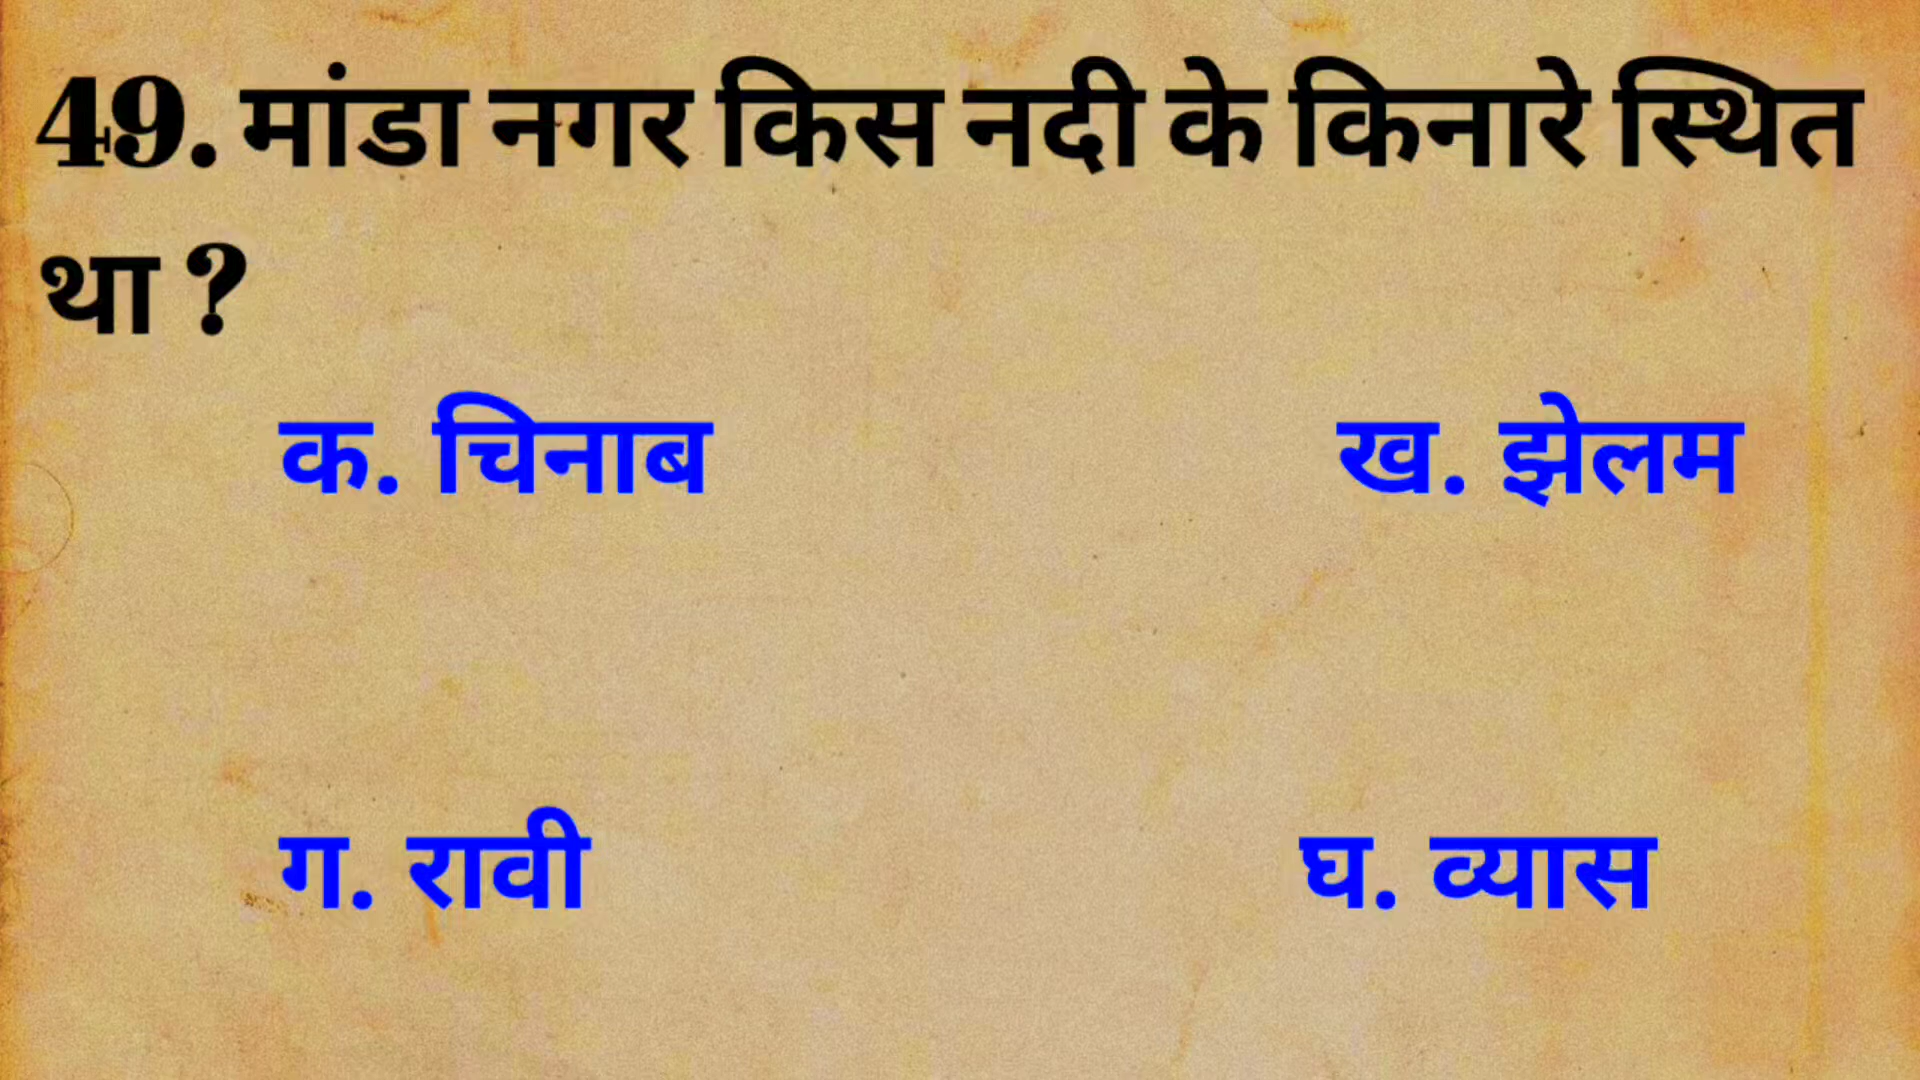 49. मांडा नगर किस नदी के किनारे स्थित
था ?
क. चिनाब ख. झेलम
ग. रावी घ. व्यास